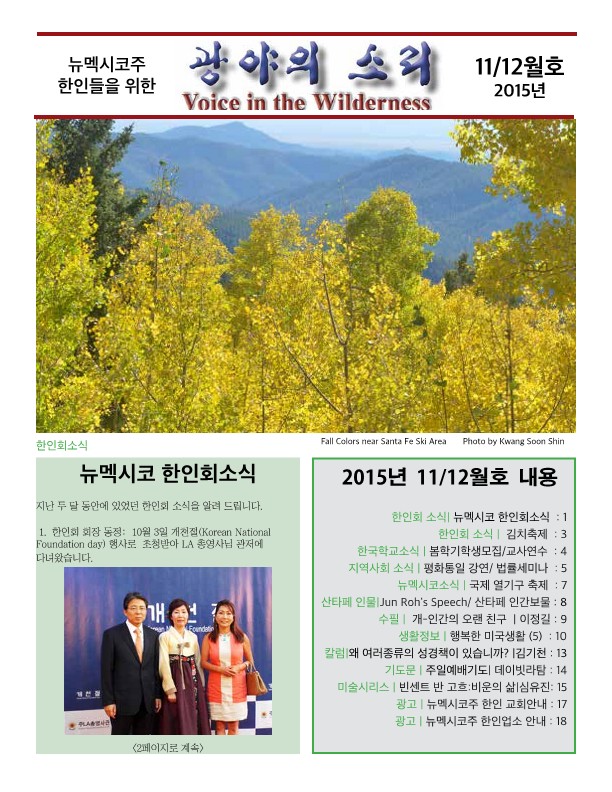 뉴멕시코주
한인들을 위한
광야의 소리
Voice in the Wilderness
11/12월호
2015년
Fall Colors near Santa Fe Ski Area Photo by Kwang Soon Shin
한인회소식
뉴멕시코 한인회소식
지난 두 달 동안에 있었던 한인회 소식을 알려 드립니다.
1. 한인회 회장 동정: 10월 3일 개천절(Korean National
Foundation day) 행사로 초청받아 LA 총영사님 관저에
다녀왔습니다.
개천절
주LA총영사관
<2페이지로 계속>
2015년 11/12월호 내용
한인회 소식| 뉴멕시코 한인회소식 : 1
한인회 소식 | 김치축제 : 3
한국학교소식 | 봄학기학생모집/교사연수 : 4
지역사회 소식 | 평화통일 강연/ 법률세미나 : 5
뉴멕시코소식 | 국제 열기구 축제 : 7
산타페 인물|Jun Roh's Speech/ 산타페 인간보물 : 8
수필 | 개-인간의 오랜 친구 | 이정길 : 9
생활정보 | 행복한 미국생활 (5) : 10
칼럼|왜 여러종류의 성경책이 있습니까? |김기천 : 13
기도문 | 주일예배기도| 데이빗라탐 : 14
미술시리스 | 빈센트 반 고흐:비운의 삶|심유진: 15
광고 | 뉴멕시코주 한인 교회안내 : 17
광고 | 뉴멕시코주 한인업소 안내 : 18